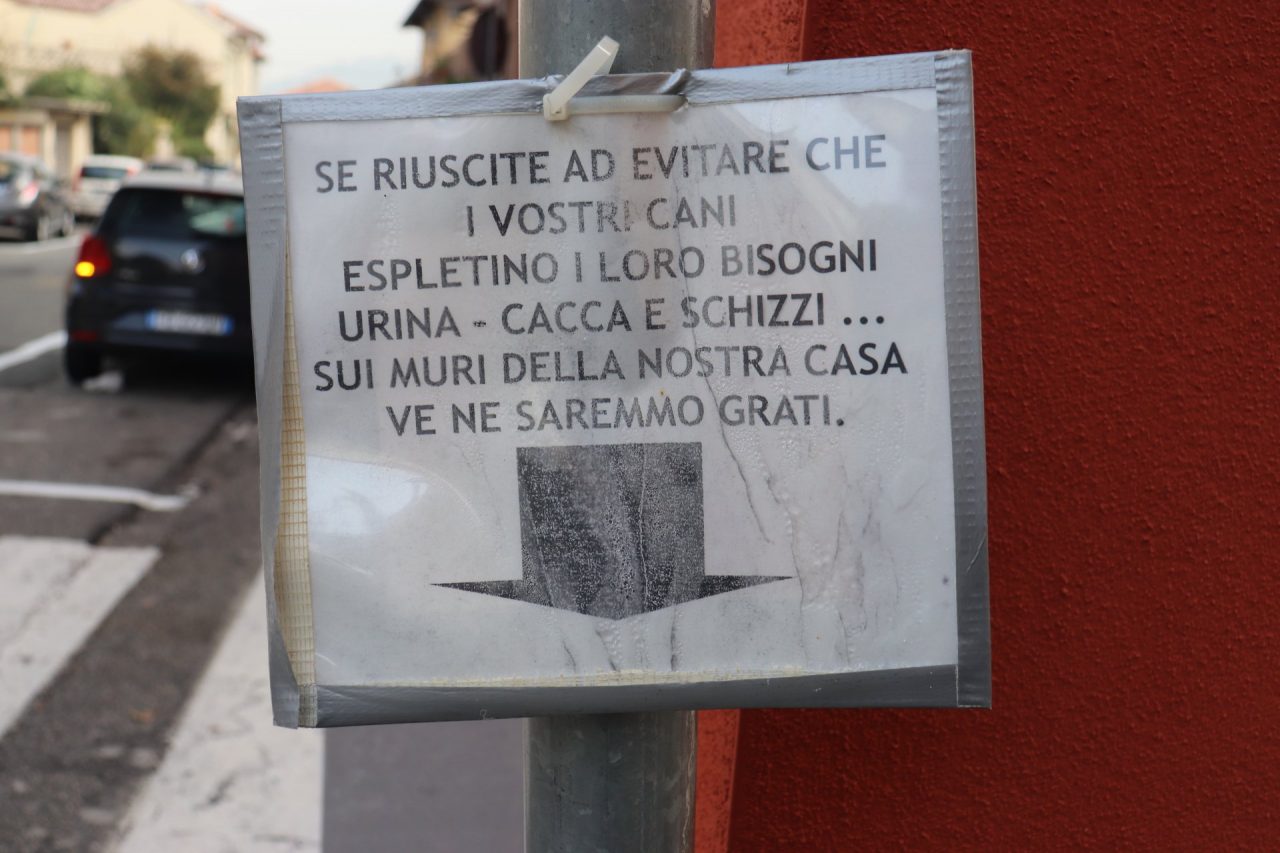 SE RIUSCITE AD EVITARE CHE
I VOSTRI CANI
ESPLETINO I LORO BISOGNI
URINA - CACCA E SCHIZZI ...
SUI MURI DELLA NOSTRA CASA
VE NE SAREMMO GRATI.